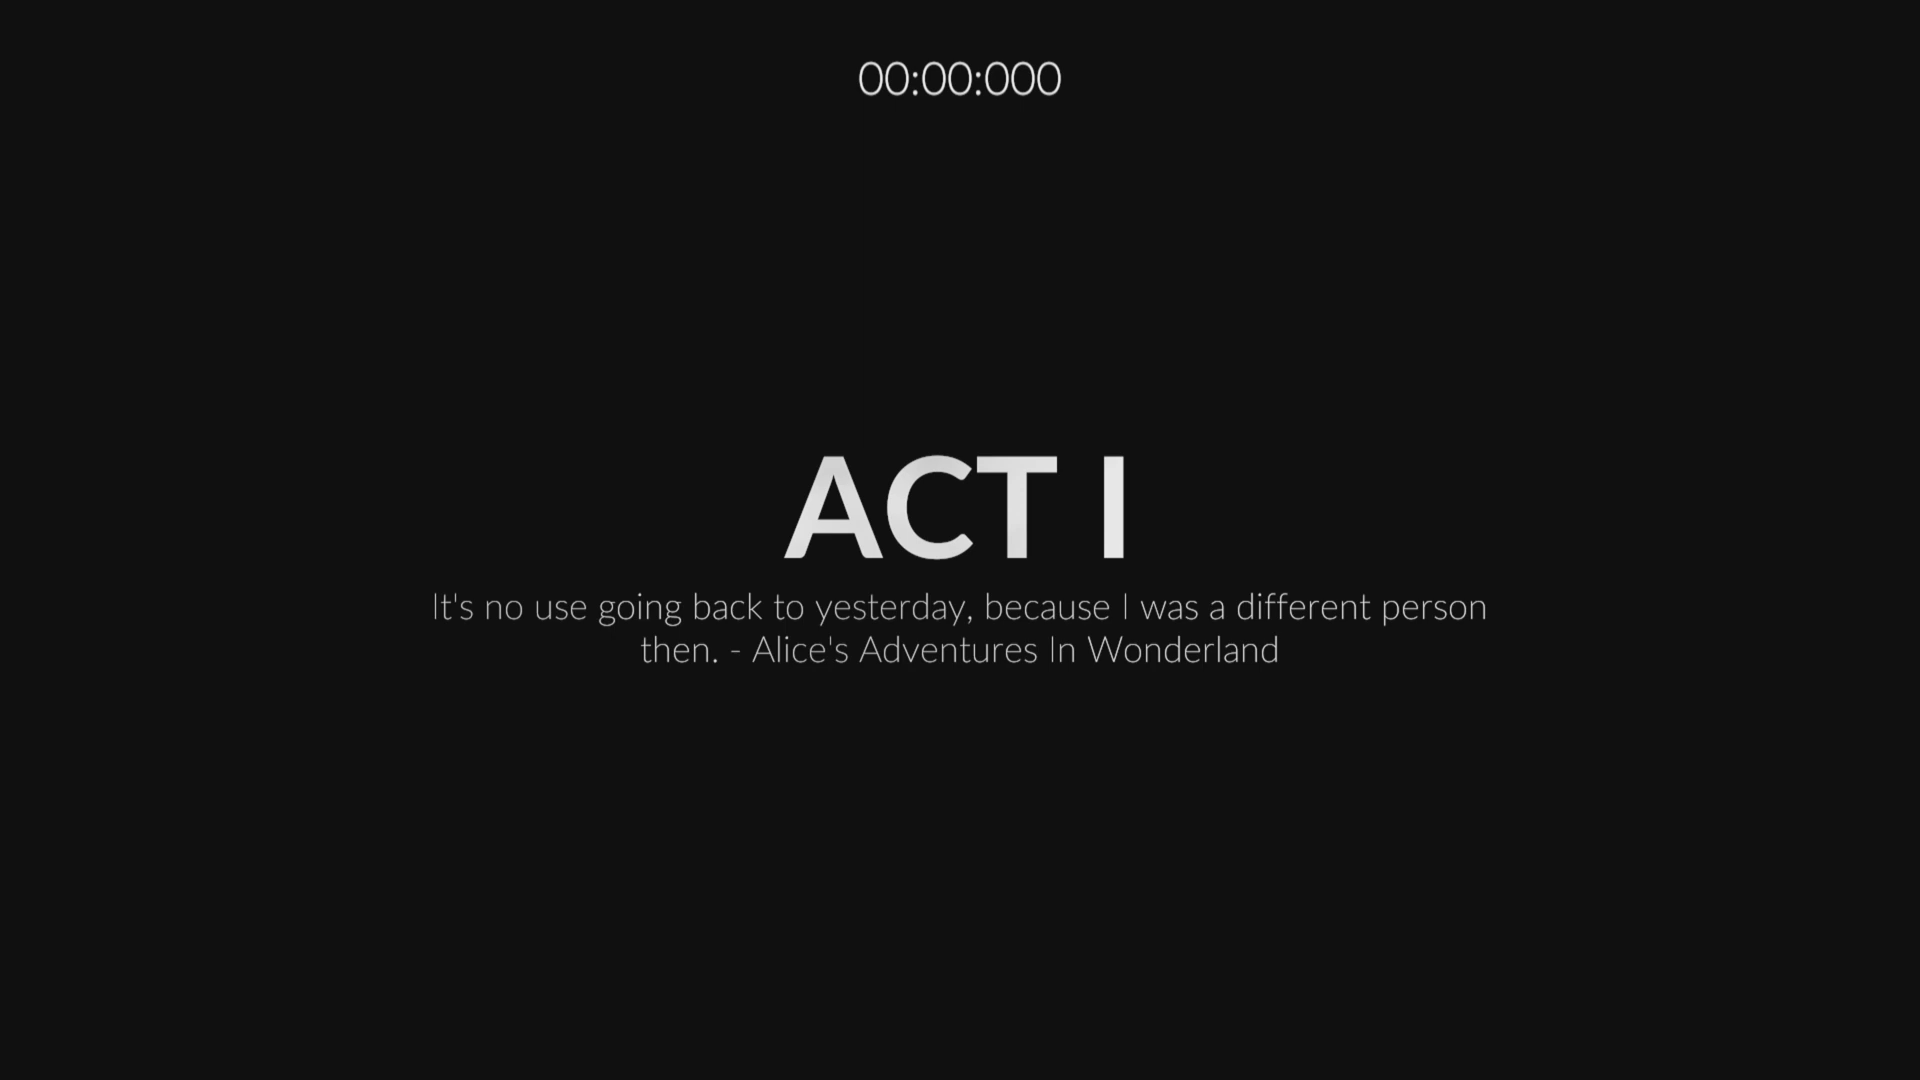 00:00:000
ACT I
It's no use going back to yesterday, because I was a different person
then. - Alice's Adventures In Wonderland